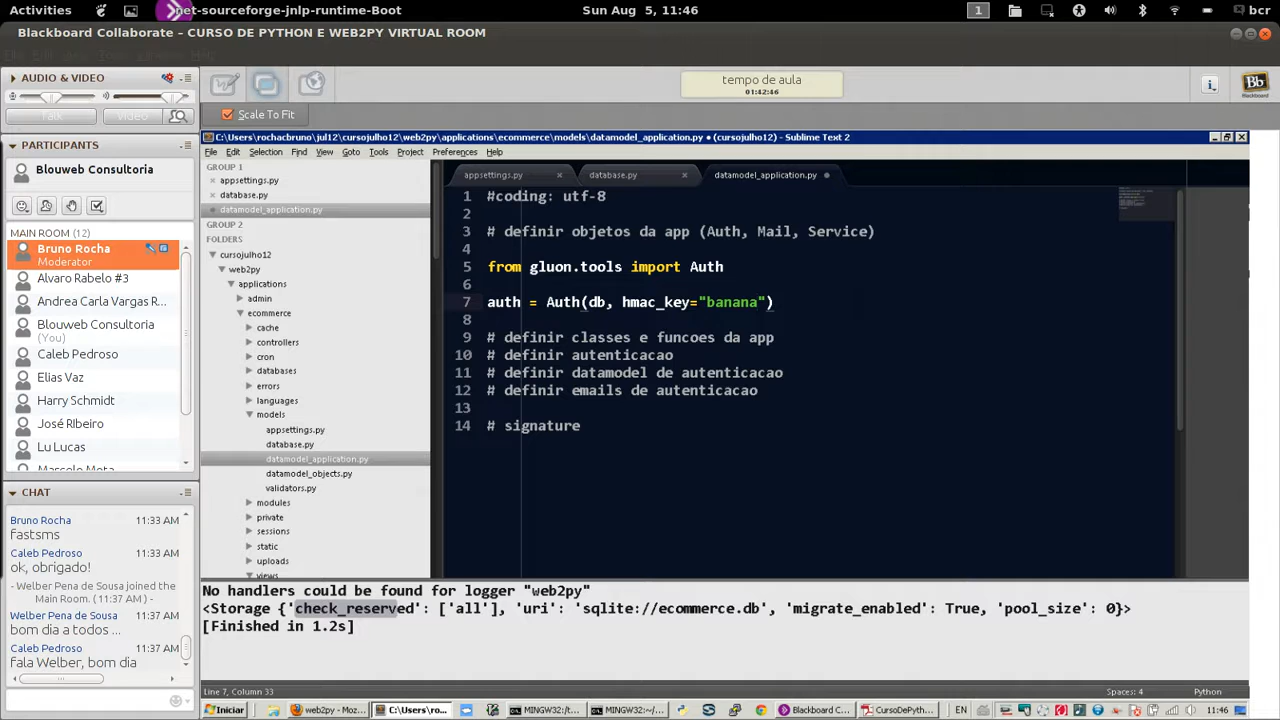 Activities
net-sourceforge-jnlp-runtime-Boot
Sun Aug 5, 11:46
1
bcr
Blackboard Collaborate – CURSO DE PYTHON E WEB2PY VIRTUAL ROOM
AUDIO & VIDEO
Talk
Video
tempo de aula
01:42:46
Bb
Scale To Fit
PARTICIPANTS
Blouweb Consultoria
MAIN ROOM (12)
Bruno Rocha
Moderator
Alvaro Rabelo #3
Andrea Carla Vargas R...
Blouweb Consultoria
(You)
Caleb Pedroso
Elias Vaz
Harry Schmidt
José RIbeiro
Lu Lucas
Marcelo Mota
CHAT
Bruno Rocha 11:33 AM
fastsms
Caleb Pedroso 11:33 AM
ok, obrigado!
- Welber Pena de Sousa joined the
Main Room. ( 11:37 AM ) -
Welber Pena de Sousa 11:37 AM
bom dia a todos ...
Caleb Pedroso 11:37 AM
fala Welber, bom dia
C:\Users\rochacbruno\jul12\cursojulho12\web2py\applications\ecommerce\models\datamodel_application.py • (cursojulho12) - Sublime Text 2
File Edit Selection Find View Goto Tools Project Preferences Help
GROUP 1
appsettings.py
database.py
datamodel_application.py
GROUP 2
FOLDERS
cursojulho12
web2py
applications
admin
ecommerce
cache
controllers
cron
databases
errors
languages
models
appsettings.py
database.py
datamodel_application.py
datamodel_objects.py
validators.py
modules
private
sessions
static
uploads
views
appsettings.py
database.py
datamodel_application.py
1 #coding: utf-8
2
3 # definir objetos da app (Auth, Mail, Service)
4
5 from gluon.tools import Auth
6
7 auth = Auth(db, hmac_key="banana")
8
9 # definir classes e funcoes da app
10 # definir autenticacao
11 # definir datamodel de autenticacao
12 # definir emails de autenticacao
13
14 # signature
No handlers could be found for logger "web2py"
<Storage {'check_reserved': ['all'], 'uri': 'sqlite://ecommerce.db', 'migrate_enabled': True, 'pool_size': 0}>
[Finished in 1.2s]
Line 7, Column 33
Spaces: 4
Python
Iniciar
web2py - Moz...
C:\Users\ro...
MINGW32:/t...
MINGW32:~/...
Blackboard C...
CursoDePyth...
EN
11:46